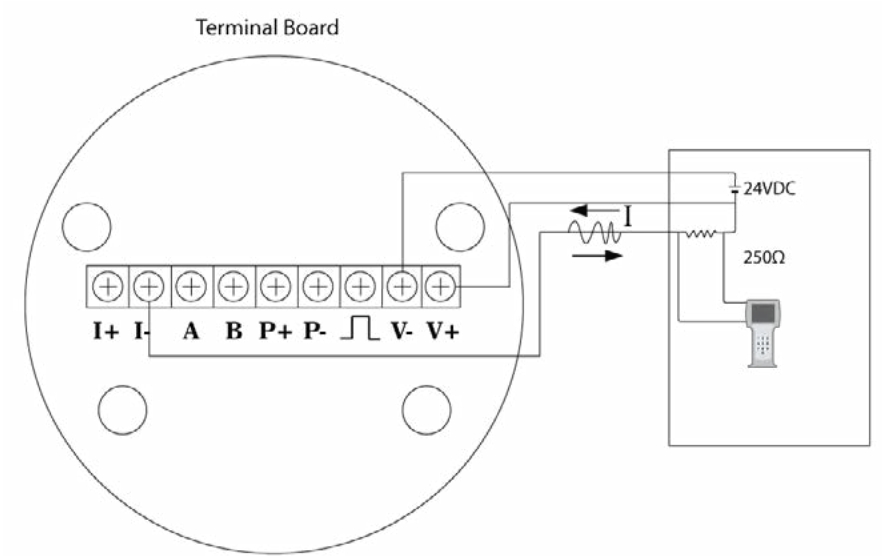 Terminal Board
24VDC
I
250Ω
I+ I- A B P+ P- V- V+